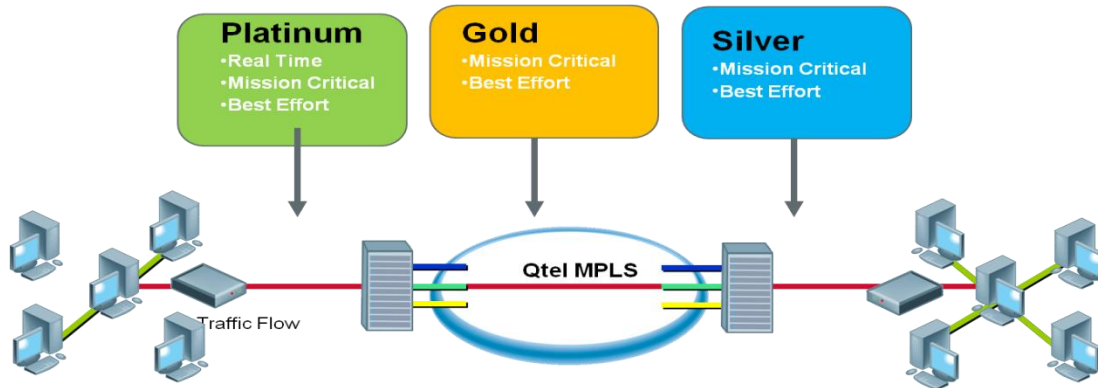 Platinum
•Real Time
•Mission Critical
•Best Effort
Gold
•Mission Critical
•Best Effort
Silver
•Mission Critical
•Best Effort
Qtel MPLS
Traffic Flow